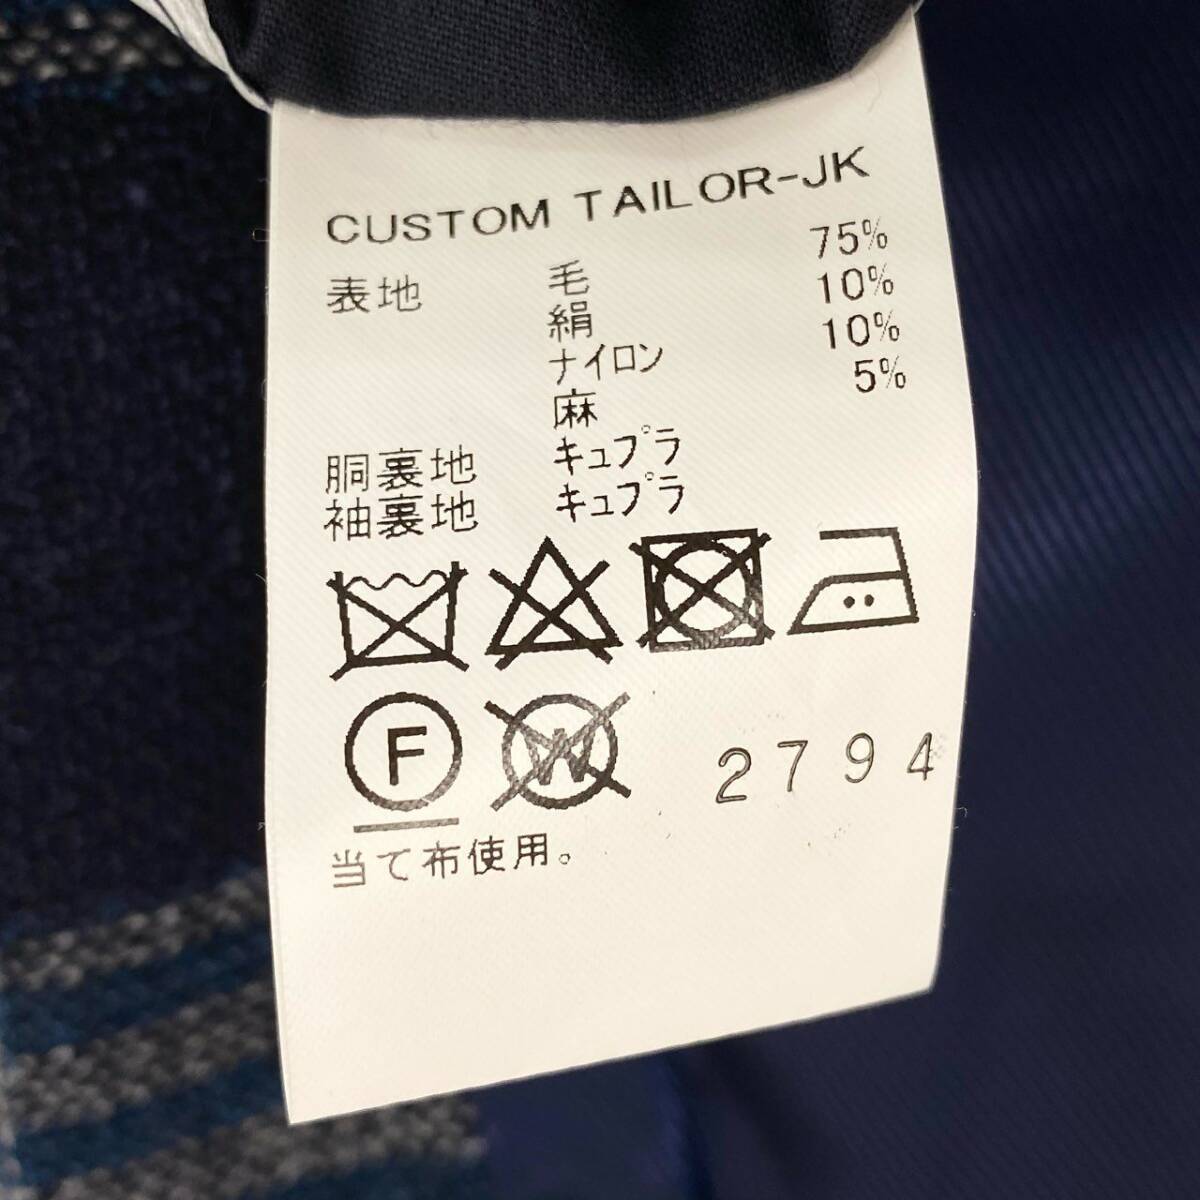 CUSTOM TAILOR-JK
表地 毛 75%
絹 10%
ナイロン 10%
麻 5%
胴裏地 キュプラ
袖裏地 キュプラ
F W 2794
当て布使用。